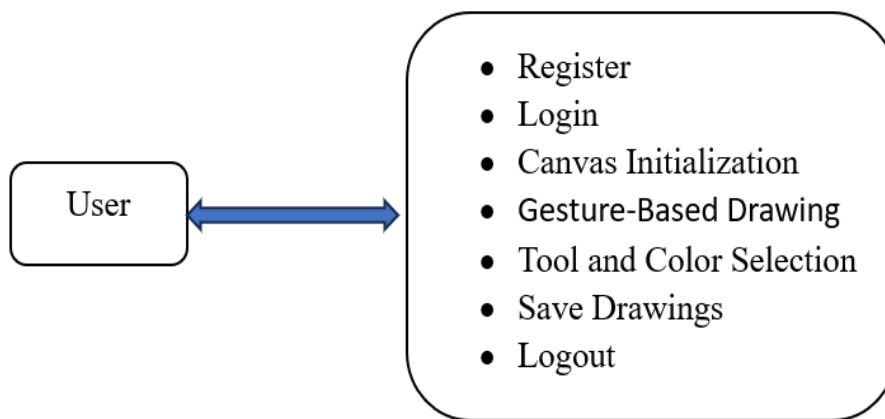 User
• Register
• Login
• Canvas Initialization
• Gesture-Based Drawing
• Tool and Color Selection
• Save Drawings
• Logout